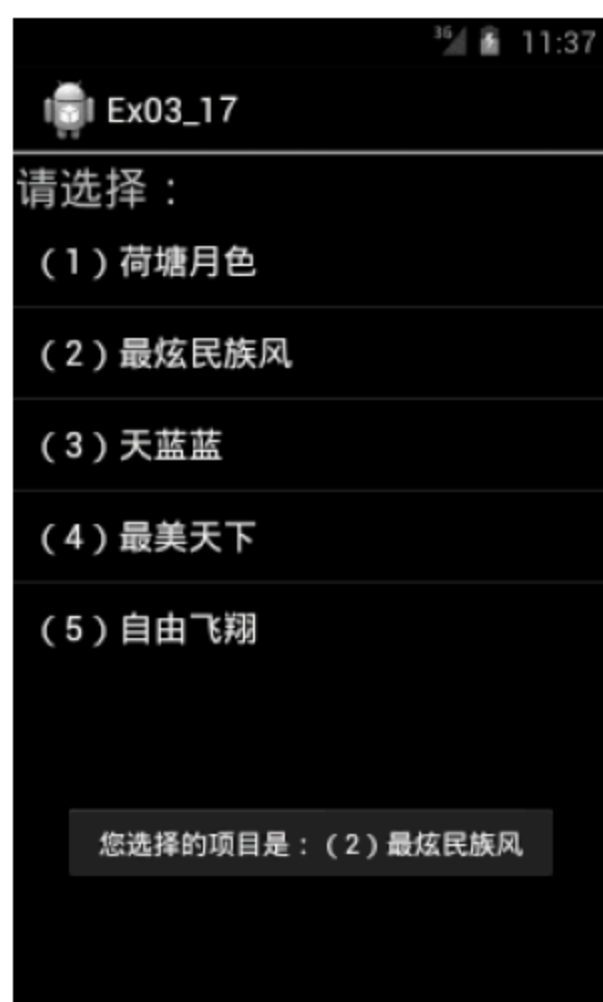 3G 11:37
Ex03_17
请选择：
（1）荷塘月色
（2）最炫民族风
（3）天蓝蓝
（4）最美天下
（5）自由飞翔
您选择的项目是：（2）最炫民族风